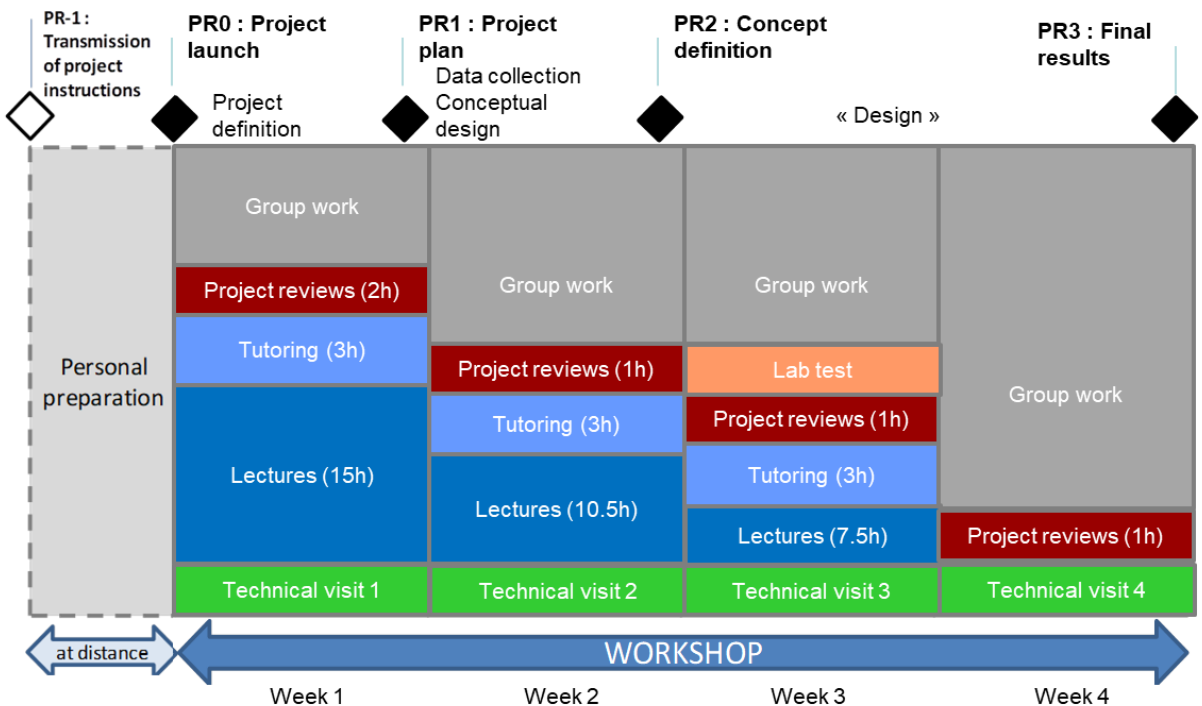 PR-1 :
Transmission
of project
instructions
PR0 : Project
launch
Project
definition
PR1 : Project
plan
Data collection
Conceptual
design
PR2 : Concept
definition
« Design »
PR3 : Final
results
Personal
preparation
Group work
Project reviews (2h)
Tutoring (3h)
Lectures (15h)
Technical visit 1
Group work
Project reviews (1h)
Tutoring (3h)
Lectures (10.5h)
Technical visit 2
Group work
Lab test
Project reviews (1h)
Tutoring (3h)
Lectures (7.5h)
Technical visit 3
Group work
Project reviews (1h)
Technical visit 4
at distance
WORKSHOP
Week 1
Week 2
Week 3
Week 4